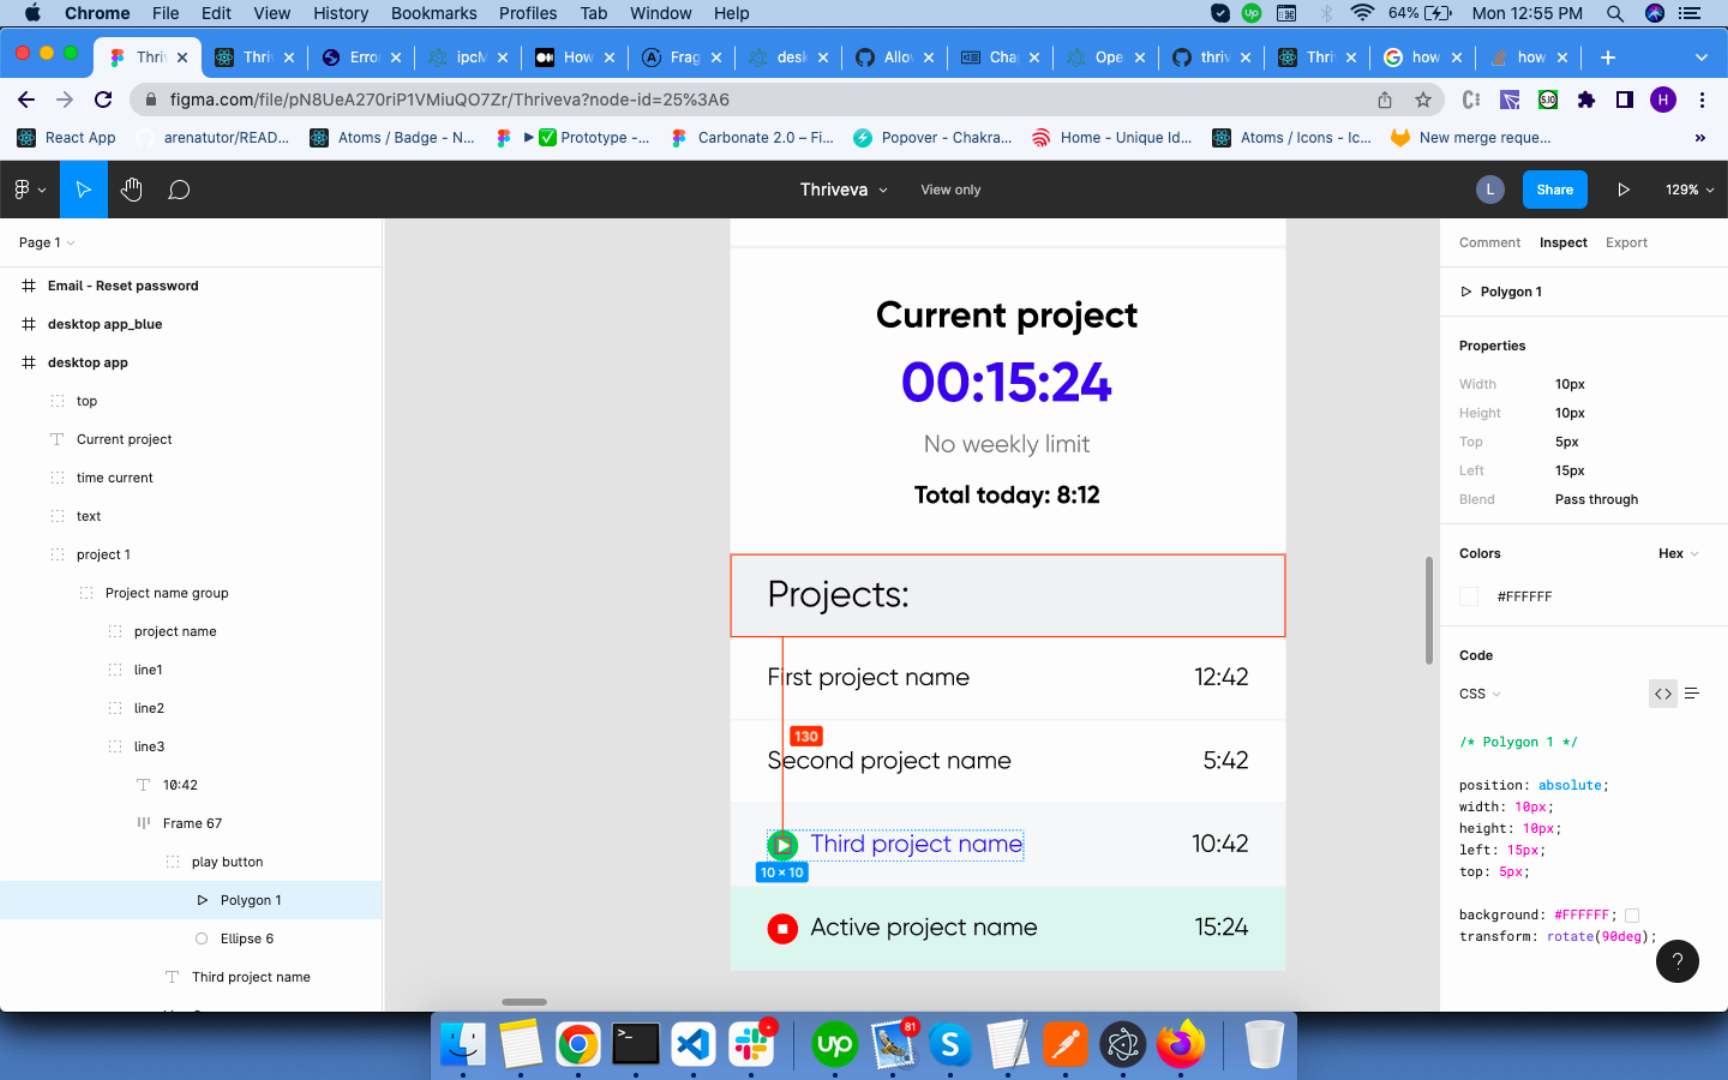 Chrome File Edit View History Bookmarks Profiles Tab Window Help 64% Mon 12:55 PM
Thri Thri Erro ipcM How Frag desk Allo Cha Ope thriv Thri how how
figma.com/file/pN8UeA270riP1VMiuQO7Zr/Thriveva?node-id=25%3A6 H
React App arenatutor/READ... Atoms / Badge - N... Prototype -... Carbonate 2.0 – Fi... Popover - Chakra... Home - Unique Id... Atoms / Icons - Ic... New merge reque... »
Thriveva View only L Share 129%
Page 1
Email - Reset password
desktop app_blue
desktop app
top
Current project
time current
text
project 1
Project name group
project name
line1
line2
line3
10:42
Frame 67
play button
Polygon 1
Ellipse 6
Third project name
Current project
00:15:24
No weekly limit
Total today: 8:12
Projects:
First project name 12:42
130
Second project name 5:42
Third project name 10:42
10 × 10
Active project name 15:24
Comment Inspect Export
Polygon 1
Properties
Width 10px
Height 10px
Top 5px
Left 15px
Blend Pass through
Colors Hex
#FFFFFF
Code
CSS <>
/* Polygon 1 */
position: absolute;
width: 10px;
height: 10px;
left: 15px;
top: 5px;
background: #FFFFFF;
transform: rotate(90deg);
?
>_ up 81 S